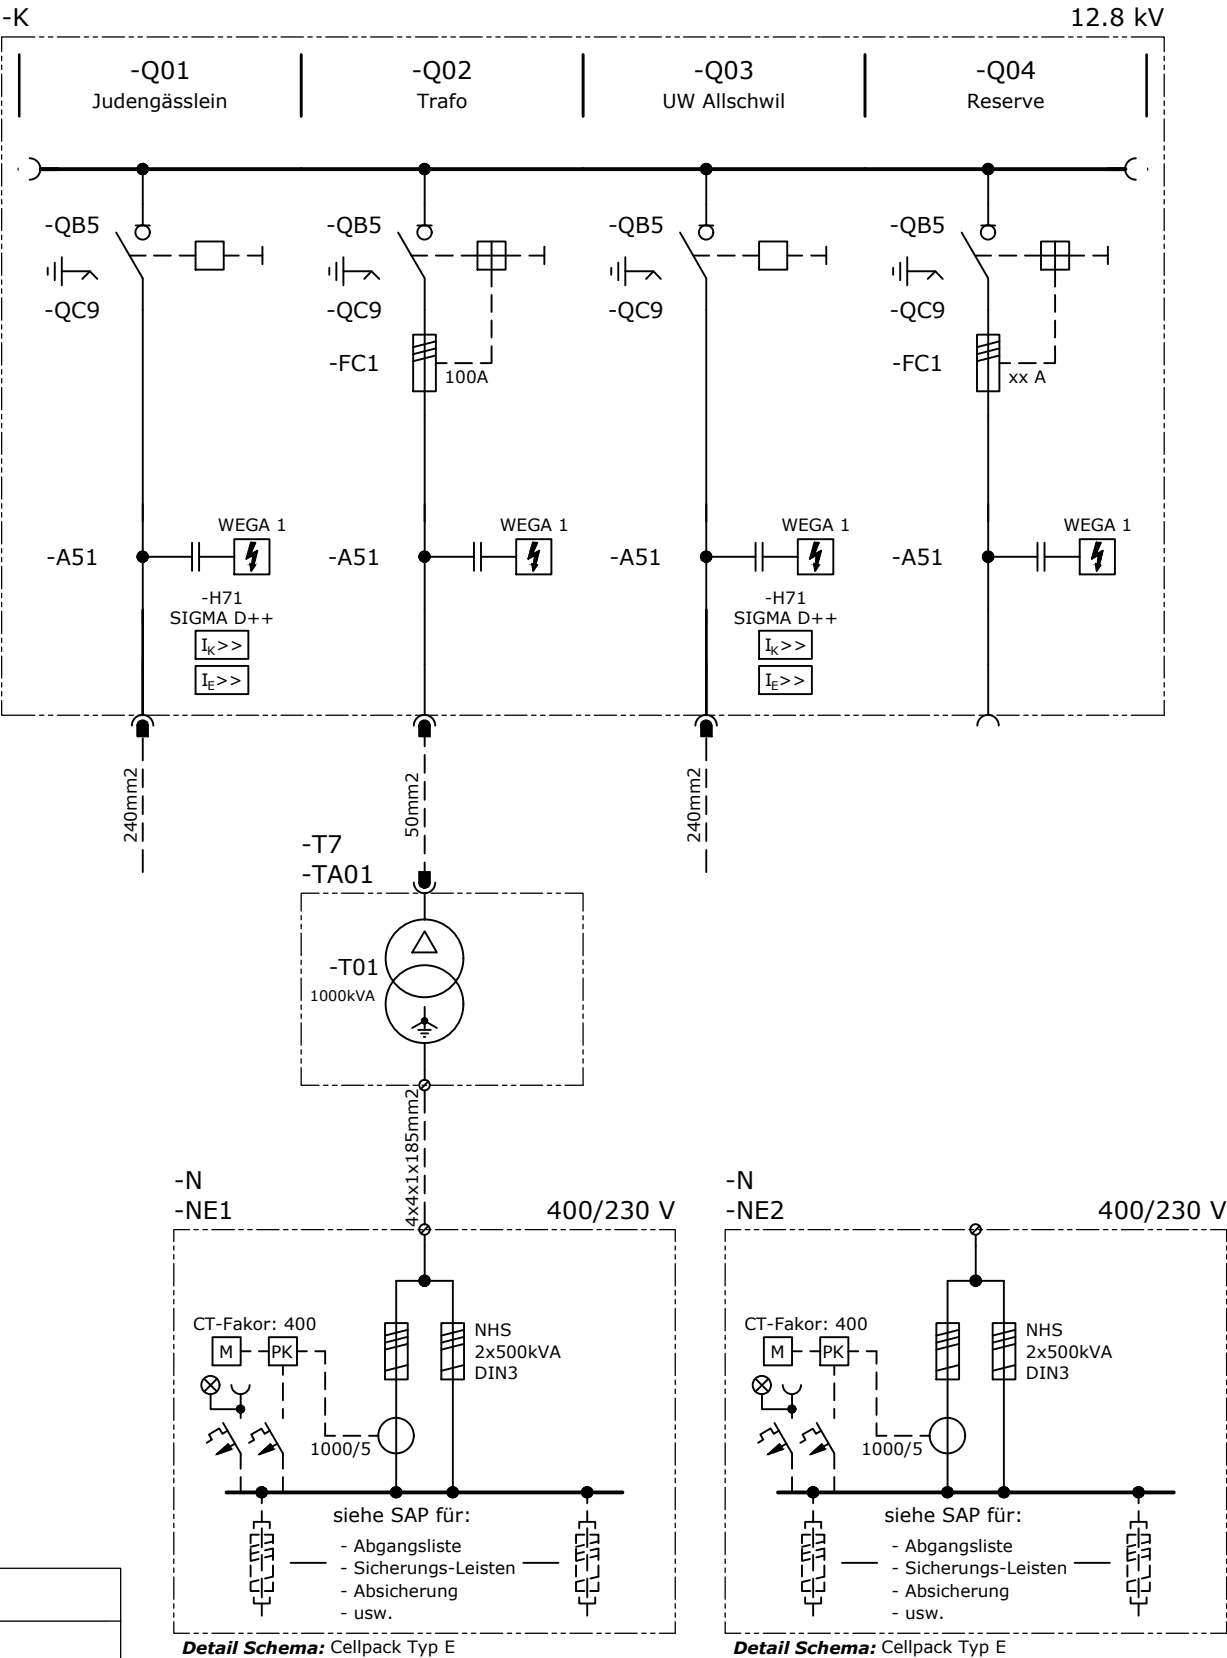 -K
12.8 kV
-Q01
Judengässlein
-Q02
Trafo
-Q03
UW Allschwil
-Q04
Reserve
-QB5
-QC9
-QB5
-QC9
-FC1
100A
-QB5
-QC9
-QB5
-QC9
-FC1
xx A
-A51
WEGA 1
-H71
SIGMA D++
IK>>
IE>>
-A51
WEGA 1
-A51
WEGA 1
-H71
SIGMA D++
IK>>
IE>>
-A51
WEGA 1
240mm2
50mm2
240mm2
-T7
-TA01
-T01
1000kVA
4x4x1x185mm2
-N
-NE1
400/230 V
CT-Fakor: 400
M
PK
NHS
2x500kVA
DIN3
1000/5
siehe SAP für:
- Abgangsliste
- Sicherungs-Leisten
- Absicherung
- usw.
Detail Schema: Cellpack Typ E
-N
-NE2
400/230 V
CT-Fakor: 400
M
PK
NHS
2x500kVA
DIN3
1000/5
siehe SAP für:
- Abgangsliste
- Sicherungs-Leisten
- Absicherung
- usw.
Detail Schema: Cellpack Typ E